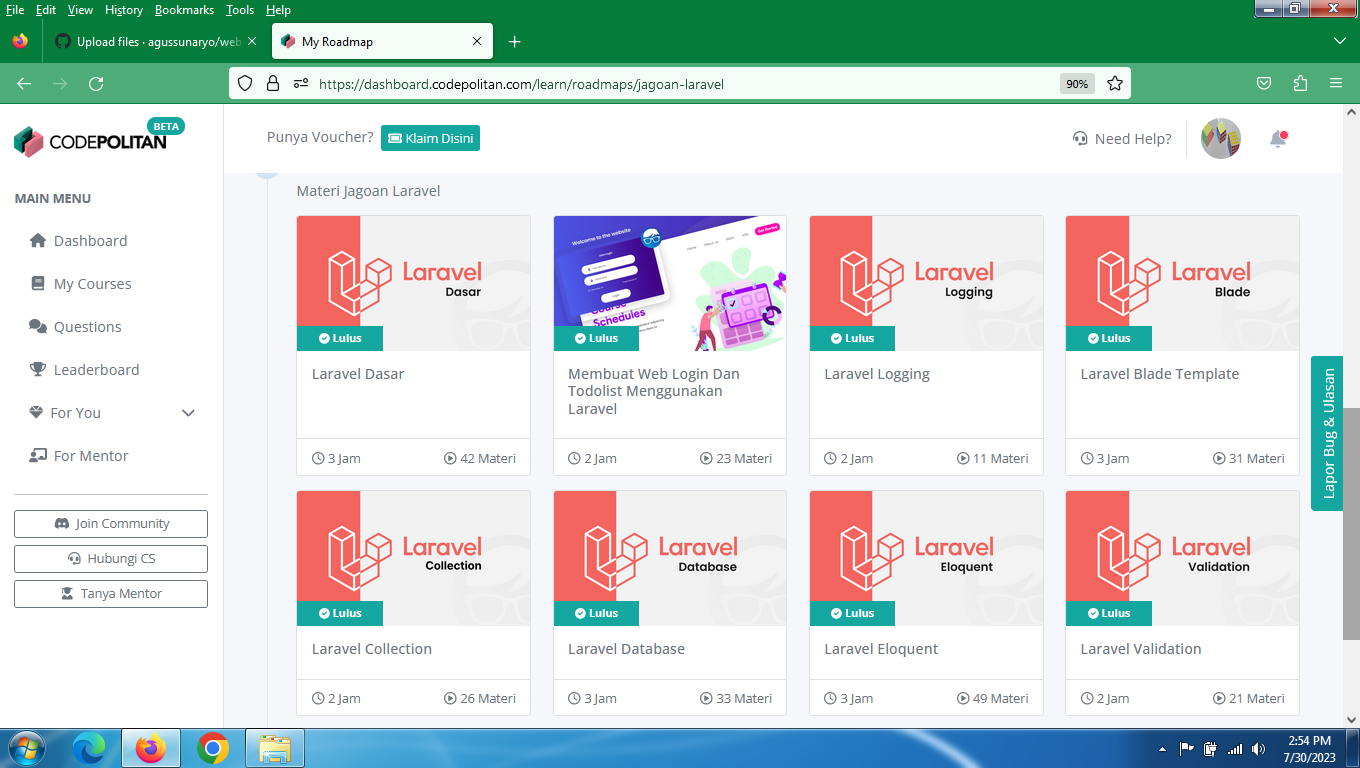 File Edit View History Bookmarks Tools Help
Upload files · agussunaryo/web
My Roadmap
https://dashboard.codepolitan.com/learn/roadmaps/jagoan-laravel
90%
CODEPOLITAN
BETA
Punya Voucher?
Klaim Disini
Need Help?
MAIN MENU
Dashboard
My Courses
Questions
Leaderboard
For You
For Mentor
Join Community
Hubungi CS
Tanya Mentor
Materi Jagoan Laravel
Laravel
Dasar
Lulus
Laravel Dasar
3 Jam
42 Materi
Welcome to the website
Get Started
Schedules
Lulus
Membuat Web Login Dan
Todolist Menggunakan
Laravel
2 Jam
23 Materi
Laravel
Logging
Lulus
Laravel Logging
2 Jam
11 Materi
Laravel
Blade
Lulus
Laravel Blade Template
3 Jam
31 Materi
Laravel
Collection
Lulus
Laravel Collection
2 Jam
26 Materi
Laravel
Database
Lulus
Laravel Database
3 Jam
33 Materi
Laravel
Eloquent
Lulus
Laravel Eloquent
3 Jam
49 Materi
Laravel
Validation
Lulus
Laravel Validation
2 Jam
21 Materi
Lapor Bug & Ulasan
2:54 PM
7/30/2023